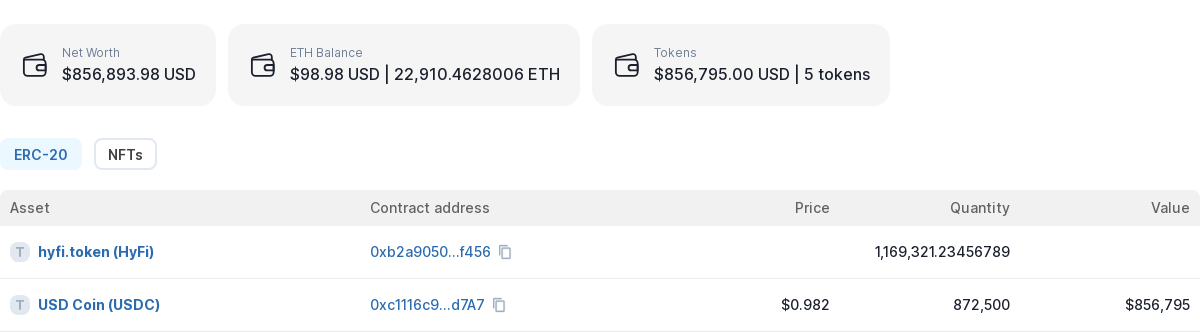 Net Worth
$856,893.98 USD
ETH Balance
$98.98 USD | 22,910.4628006 ETH
Tokens
$856,795.00 USD | 5 tokens
ERC-20 NFTs
Asset Contract address Price Quantity Value
T hyfi.token (HyFi) 0xb2a9050...f456 1,169,321.23456789
T USD Coin (USDC) 0xc1116c9...d7A7 $0.982 872,500 $856,795